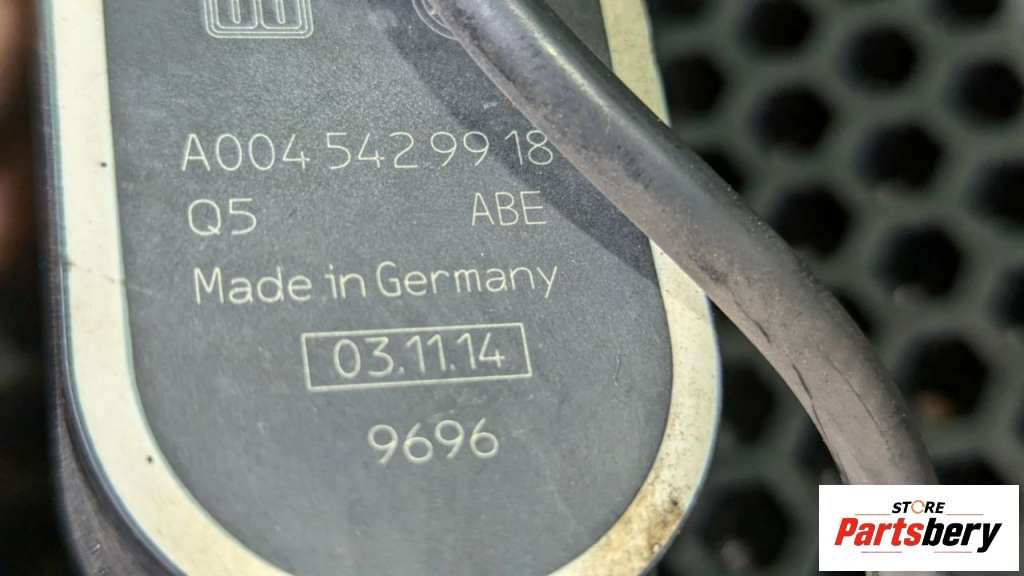 A004 542 99 18
Q5 ABE
Made in Germany
03.11.14
9696
STORE
Partsbery